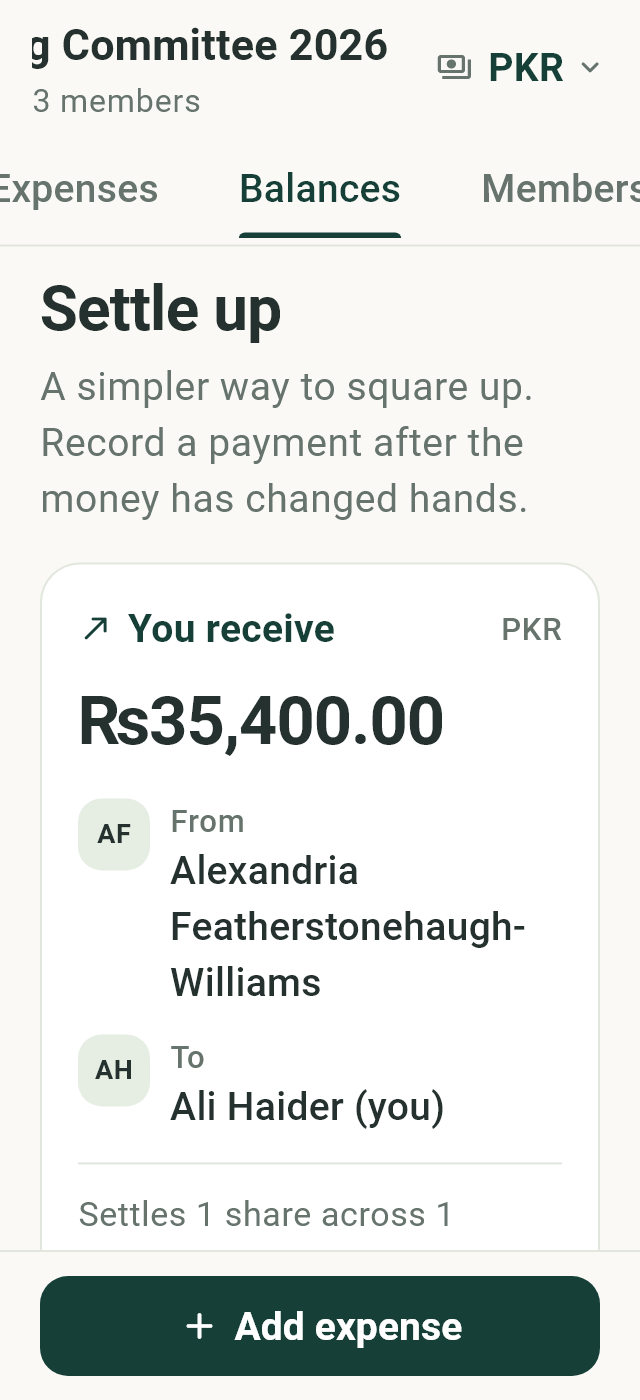 g Committee 2026
3 members
PKR
Expenses
Balances
Members
Settle up
A simpler way to square up.
Record a payment after the
money has changed hands.
You receive
PKR
₨35,400.00
AF
From
Alexandria
Featherstonehaugh-
Williams
AH
To
Ali Haider (you)
Settles 1 share across 1
+ Add expense